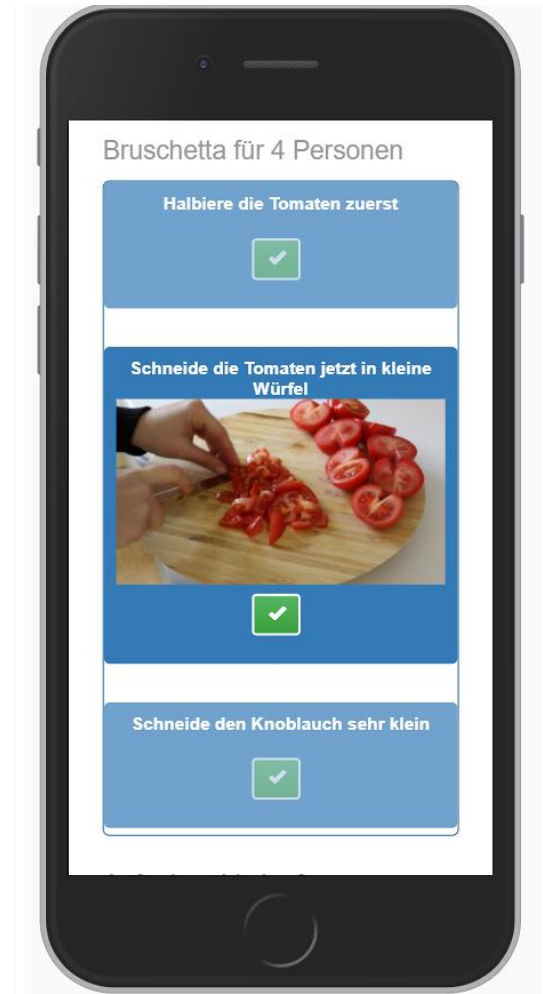 Bruschetta für 4 Personen
Halbiere die Tomaten zuerst
Schneide die Tomaten jetzt in kleine
Würfel
Schneide den Knoblauch sehr klein